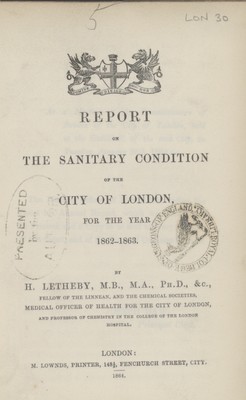 5
LON 30
REPORT
ON
THE SANITARY CONDITION
OF THE
CITY OF LONDON,
FOR THE YEAR
1862-1863.
PRESENTED
BY
H. LETHEBY, M.B., M.A., PH.D., &c.,
FELLOW OF THE LINNEAN, AND THE CHEMICAL SOCIETIES,
MEDICAL OFFICER OF HEALTH FOR THE CITY OF LONDON,
AND PROFESSOR OF CHEMISTRY IN THE COLLEGE OF THE LONDON
HOSPITAL.
LONDON:
M. LOWNDS, PRINTER, 148½, FENCHURCH STREET, CITY.
1864.